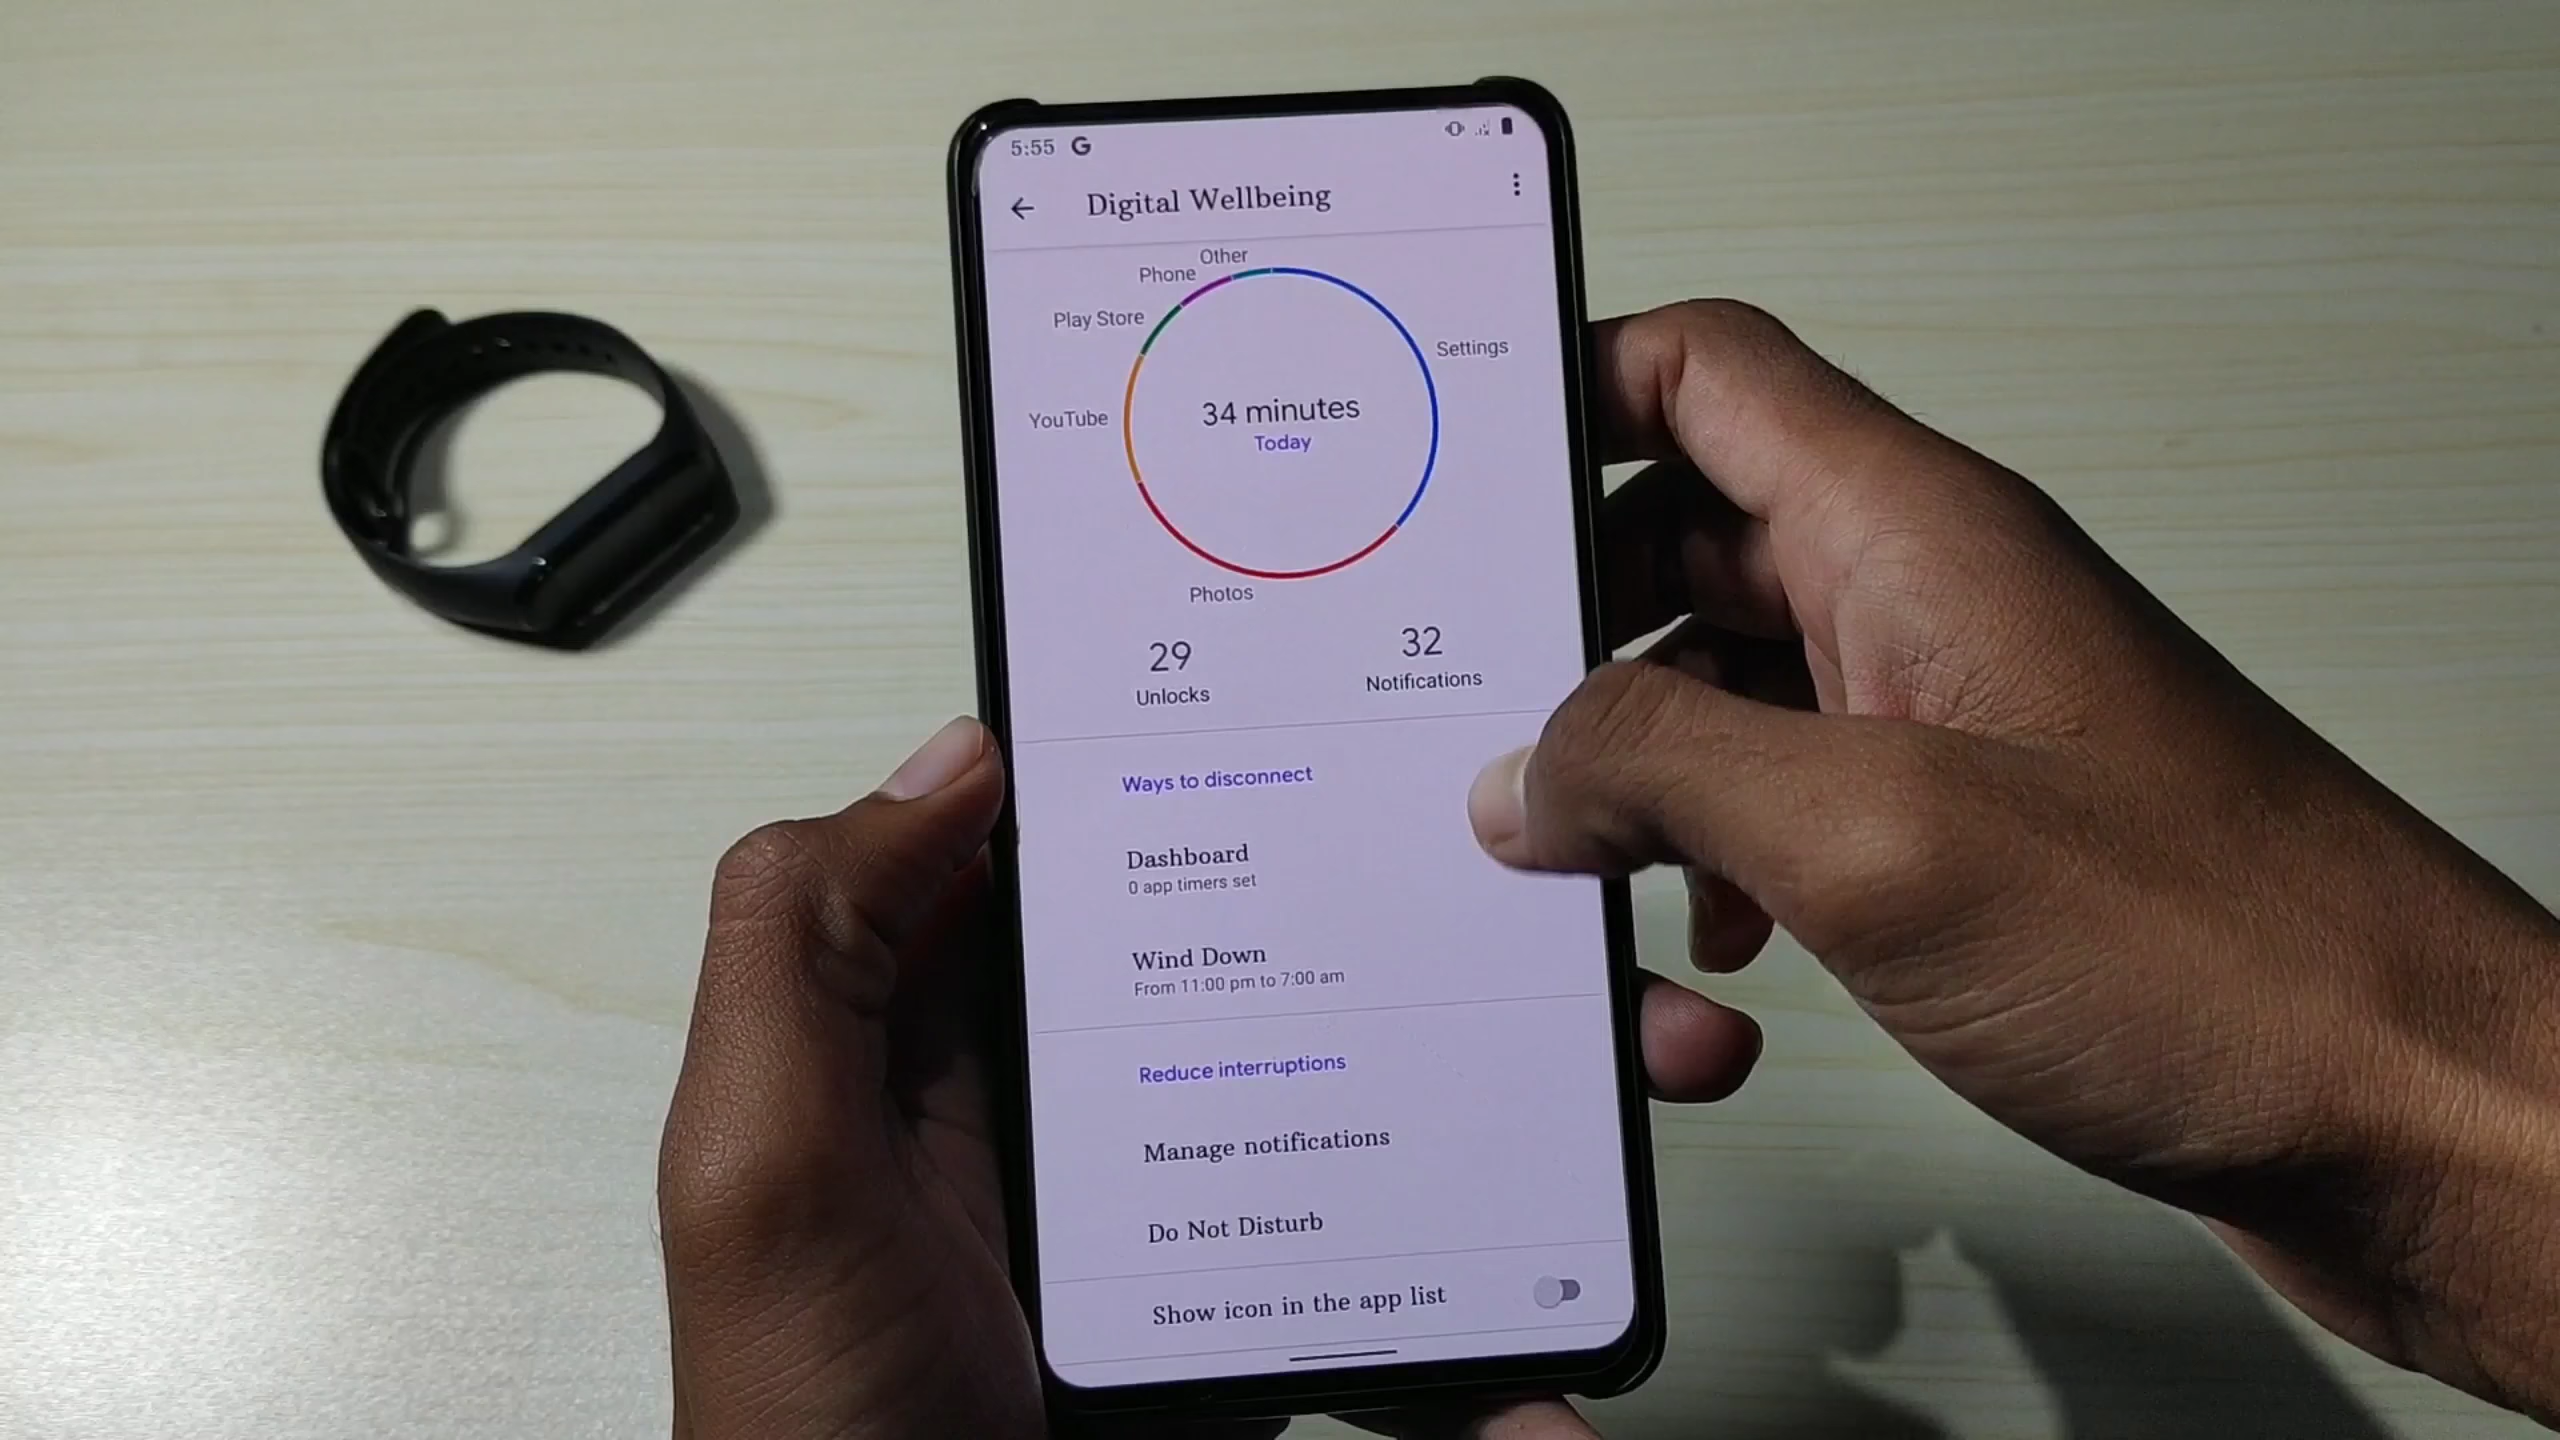 5:55 G
Digital Wellbeing
Other
Phone
Play Store
Settings
YouTube
34 minutes
Today
Photos
29
Unlocks
32
Notifications
Ways to disconnect
Dashboard
0 app timers set
Wind Down
From 11:00 pm to 7:00 am
Reduce interruptions
Manage notifications
Do Not Disturb
Show icon in the app list